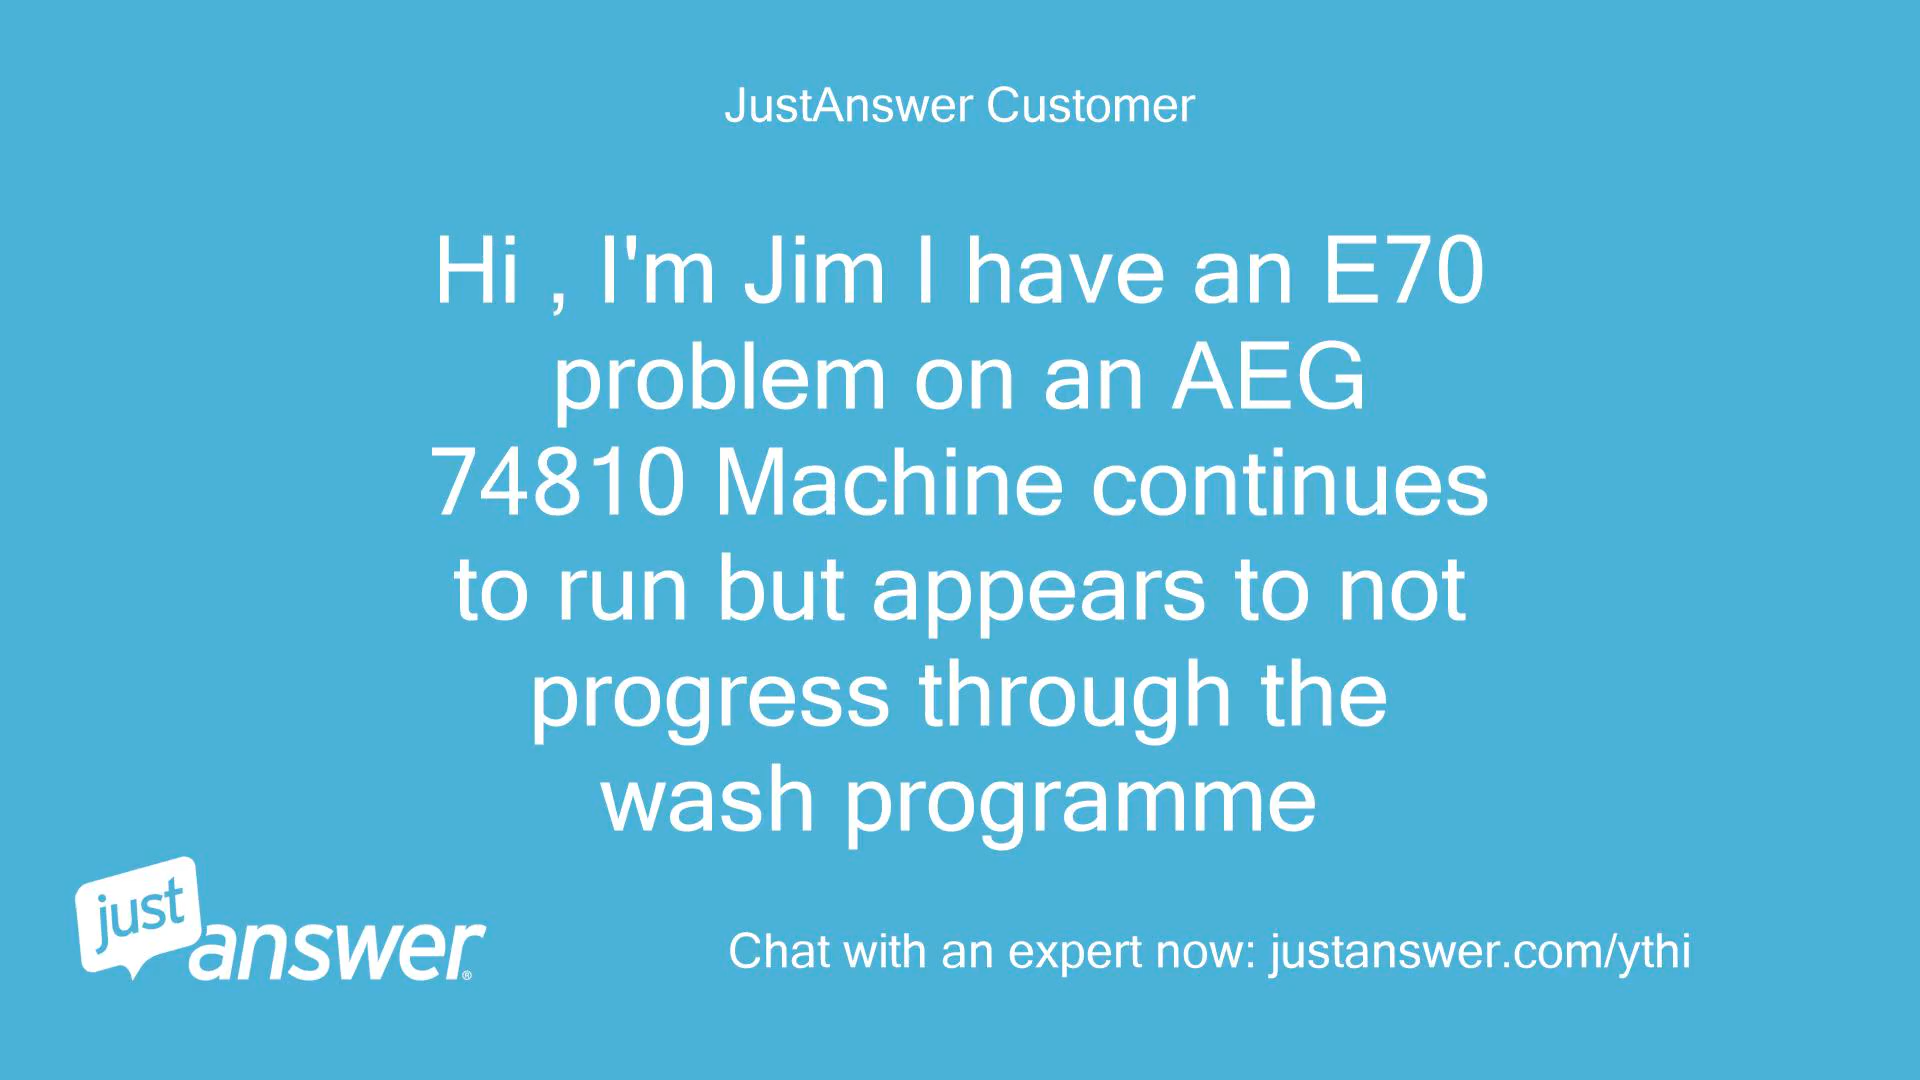 JustAnswer Customer
Hi , I'm Jim I have an E70
problem on an AEG
74810 Machine continues
to run but appears to not
progress through the
wash programme
just
answer®
Chat with an expert now: justanswer.com/ythi